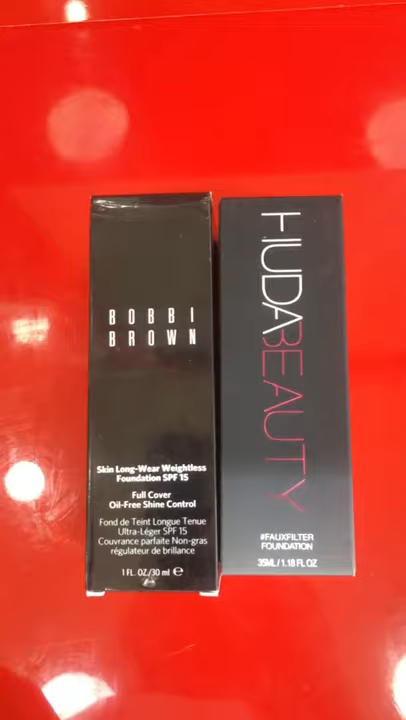 BOBBI
BROWN
Skin Long-Wear Weightless
Foundation SPF 15
Full Cover
Oil-Free Shine Control
Fond de Teint Longue Tenue
Ultra-Léger SPF 15
Couvrance parfaite Non-gras
régulateur de brillance
1 FL. OZ/30 ml ℮
HUDABEAUTY
#FAUXFILTER
FOUNDATION
35ML / 1.18 FL OZ